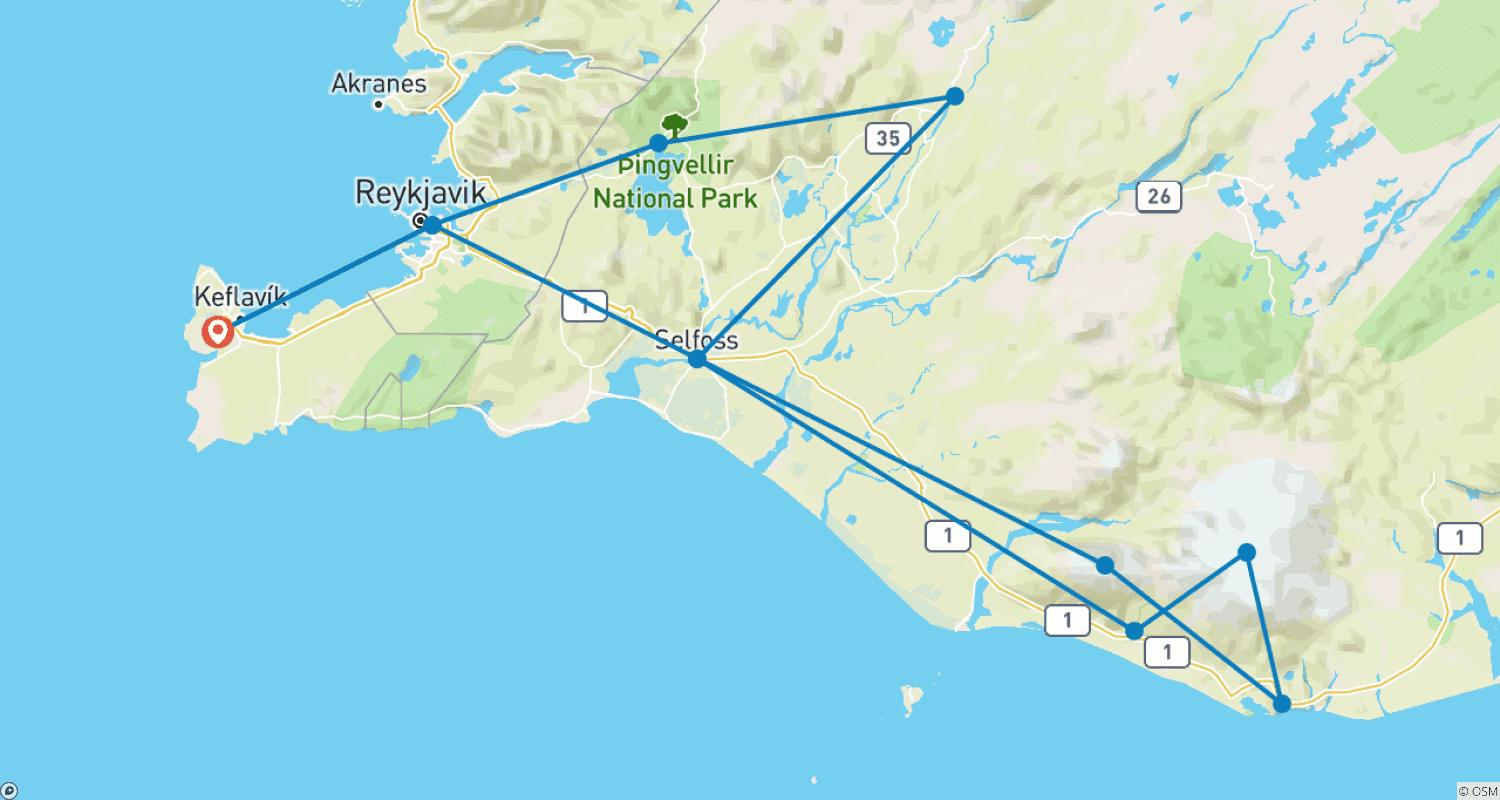 Akranes
35
Þingvellir
National Park
Reykjavik
26
Keflavík
1
Selfoss
1
1
1
1
© OSM